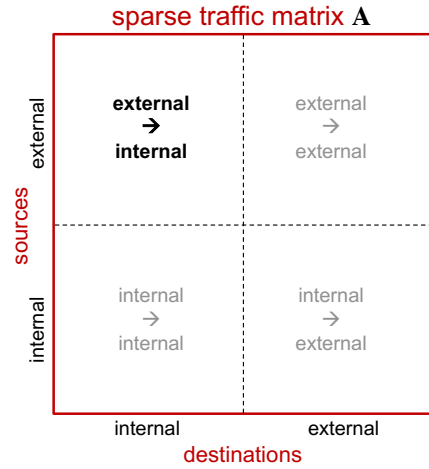 sparse traffic matrix A
external
→
internal
external
→
external
external
sources
internal
internal
→
internal
internal
→
external
internal
external
destinations